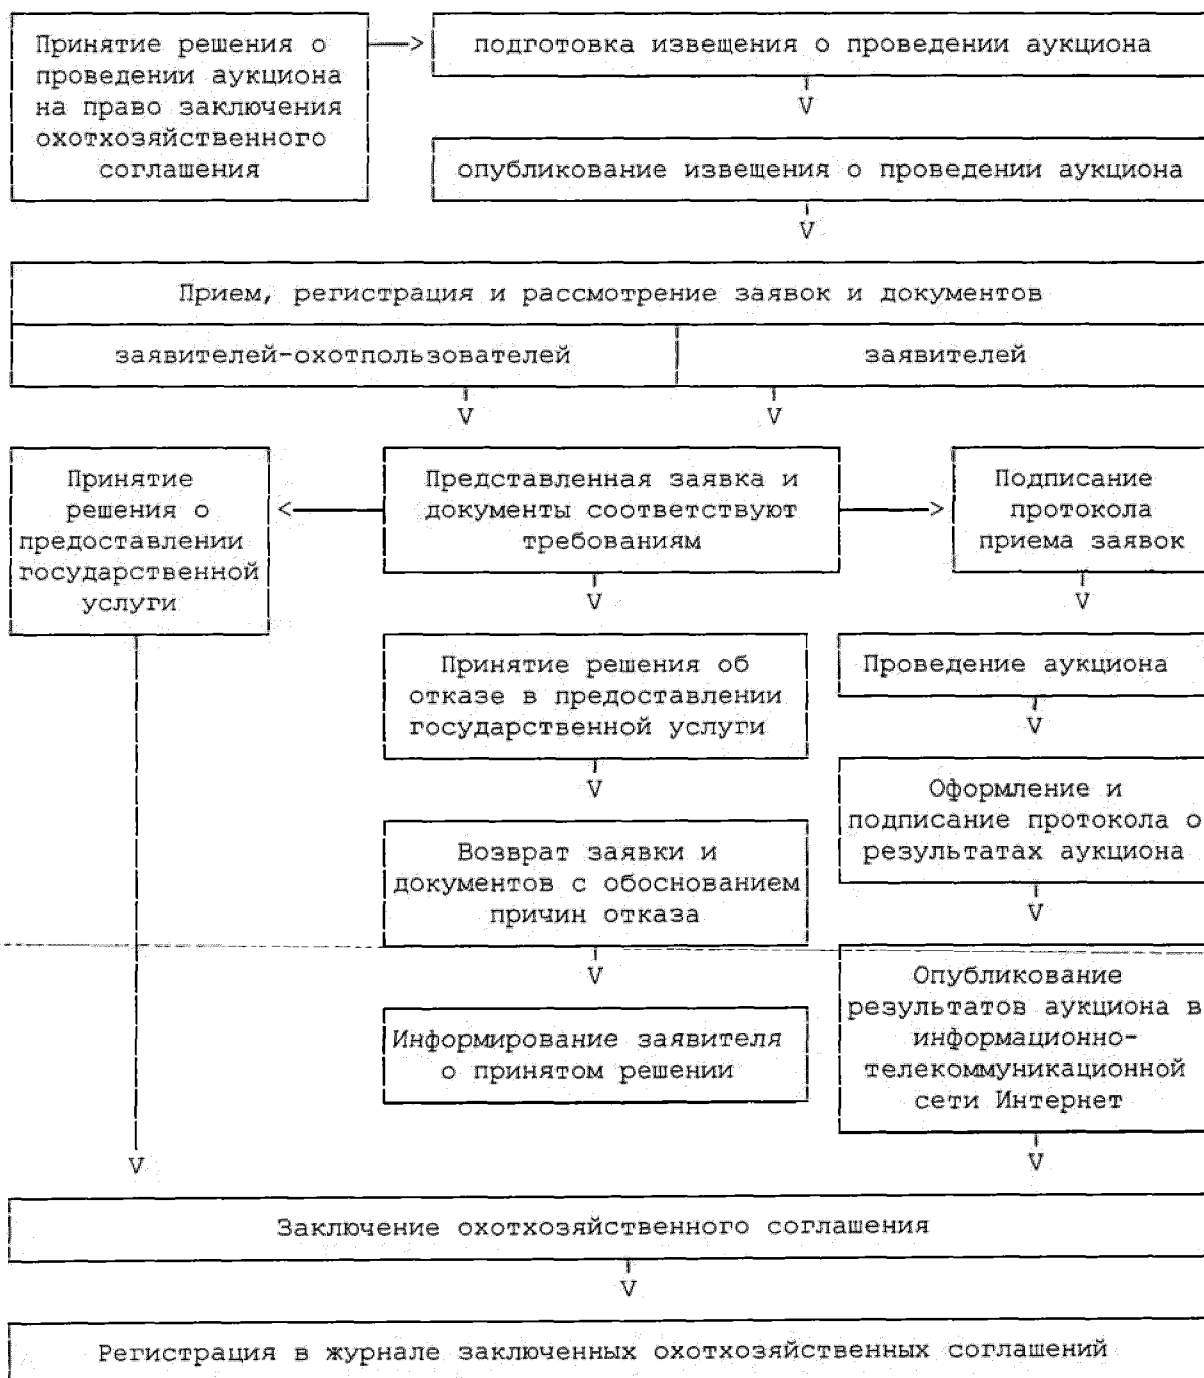 Принятие решения о
проведении аукциона
на право заключения
охотхозяйственного
соглашения
подготовка извещения о проведении аукциона
опубликование извещения о проведении аукциона
Прием, регистрация и рассмотрение заявок и документов
заявителей-охотпользователей
заявителей
Принятие
решения о
предоставлении
государственной
услуги
Представленная заявка и
документы соответствуют
требованиям
Подписание
протокола
приема заявок
Принятие решения об
отказе в предоставлении
государственной услуги
Проведение аукциона
Возврат заявки и
документов с обоснованием
причин отказа
Оформление и
подписание протокола о
результатах аукциона
Информирование заявителя
о принятом решении
Опубликование
результатов аукциона в
информационно-
телекоммуникационной
сети Интернет
Заключение охотхозяйственного соглашения
Регистрация в журнале заключенных охотхозяйственных соглашений